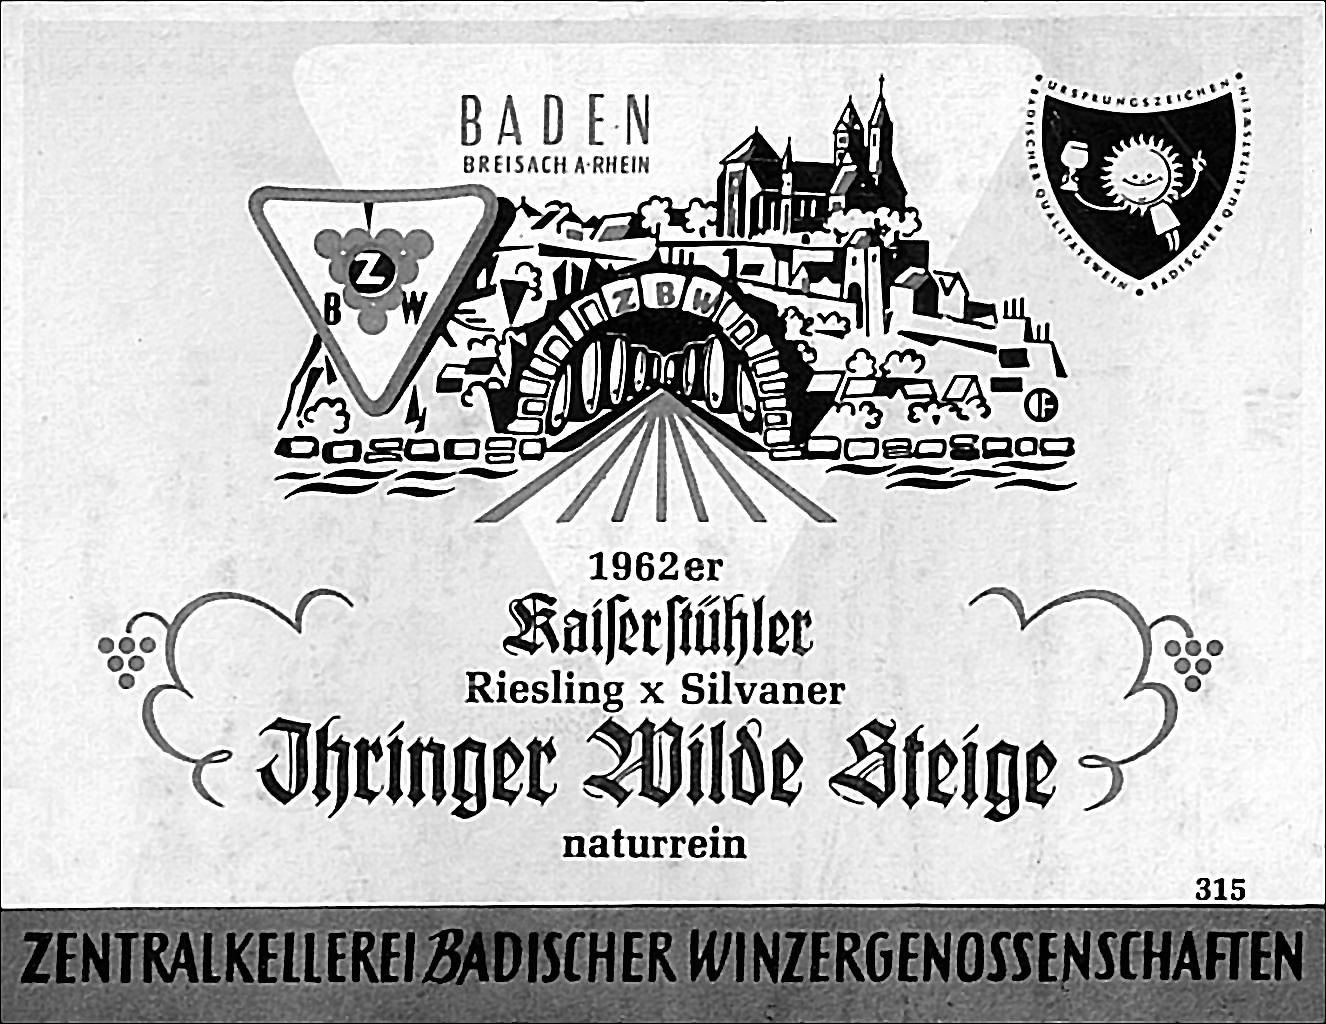 BADEN
BREISACH A·RHEIN
URSPRUNGSZEICHEN
BADISCHER QUALITÄTSWEIN
BADISCHER QUALITÄTSWEIN
Z
B W
ZBW
1962er
Kaiserstühler
Riesling x Silvaner
Ihringer Wilde Steige
naturrein
315
ZENTRALKELLEREI BADISCHER WINZERGENOSSENSCHAFTEN